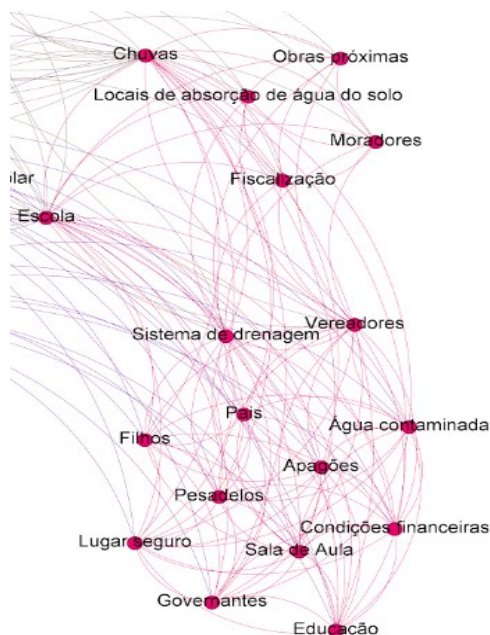 Chuvas
Obras próximas
Locais de absorção de água do solo
Moradores
Fiscalização
olar
Escola
Vereadores
Sistema de drenagem
Pais
Água contaminada
Filhos
Apagões
Pesadelos
Condições financeiras
Lugar seguro
Sala de Aula
Governantes
Educação